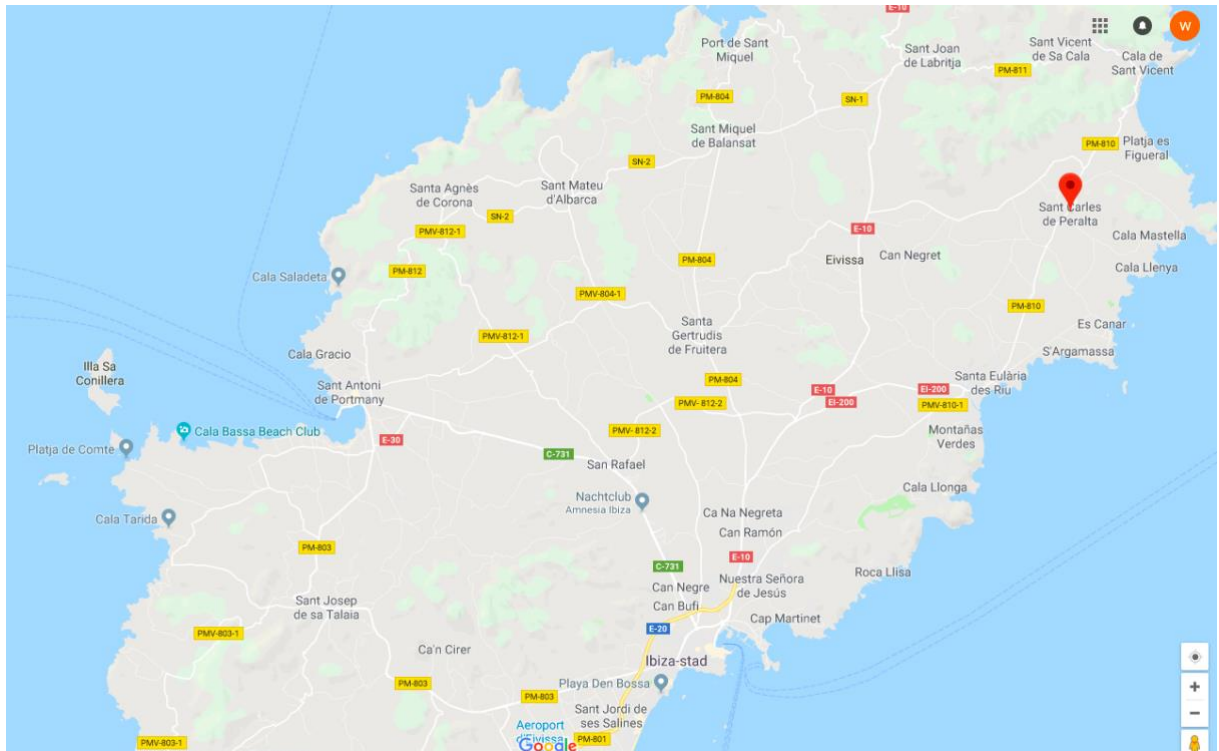 E-10
W
Port de Sant
Miquel
Sant Joan
de Labritja
Sant Vicent
de Sa Cala
Cala de
Sant Vicent
PM-811
PM-804
SN-1
Sant Miquel
de Balansat
PM-810
Platja es
Figueral
SN-2
Santa Agnès
de Corona
Sant Mateu
d'Albarca
SN-2
PMV-812-1
Sant Carles
de Peralta
E-10
Cala Mastella
Eivissa
Can Negret
PM-804
Cala Llenya
Cala Saladeta
PM-812
PMV-804-1
PM-810
Santa
Gertrudis
de Fruitera
Es Canar
PMV-812-1
S'Argamassa
Cala Gracio
Illa Sa
Conillera
Sant Antoni
de Portmany
PM-804
Santa Eulària
des Riu
E-10
EI-200
EI-200
PMV- 812-2
PMV-810-1
PMV- 812-2
Cala Bassa Beach Club
E-30
Montañas
Verdes
Platja de Comte
C-731
San Rafael
Cala Llonga
Nachtclub
Amnesia Ibiza
Ca Na Negreta
Cala Tarida
Can Ramón
PM-803
E-10
C-731
Roca Llisa
Can Negre
Nuestra Señora
de Jesús
Sant Josep
de sa Talaia
Can Bufi
Cap Martinet
PMV-803-1
E-20
Ca'n Cirer
Ibiza-stad
Playa Den Bossa
PM-803
PM-803
Sant Jordi de
ses Salines
Aeroport
d'Eivissa
PMV-803-1
PM-801
Google